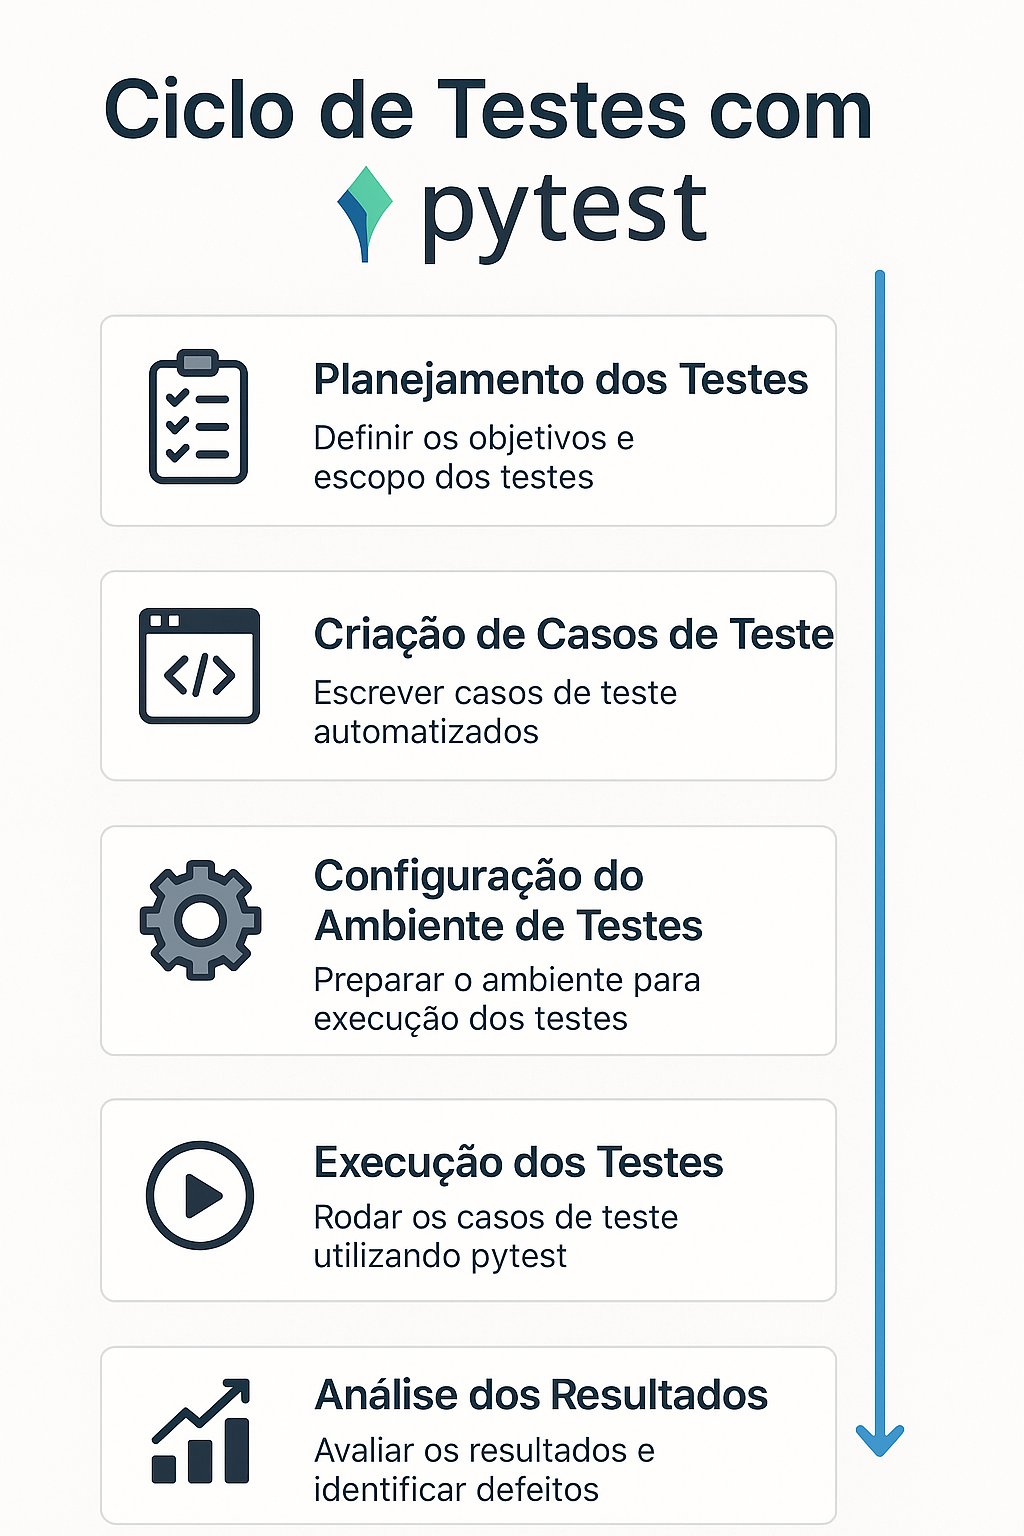 Ciclo de Testes com
pytest
Planejamento dos Testes
Definir os objetivos e
escopo dos testes
</>
Criação de Casos de Teste
Escrever casos de teste
automatizados
Configuração do
Ambiente de Testes
Preparar o ambiente para
execução dos testes
Execução dos Testes
Rodar os casos de teste
utilizando pytest
Análise dos Resultados
Avaliar os resultados e
identificar defeitos